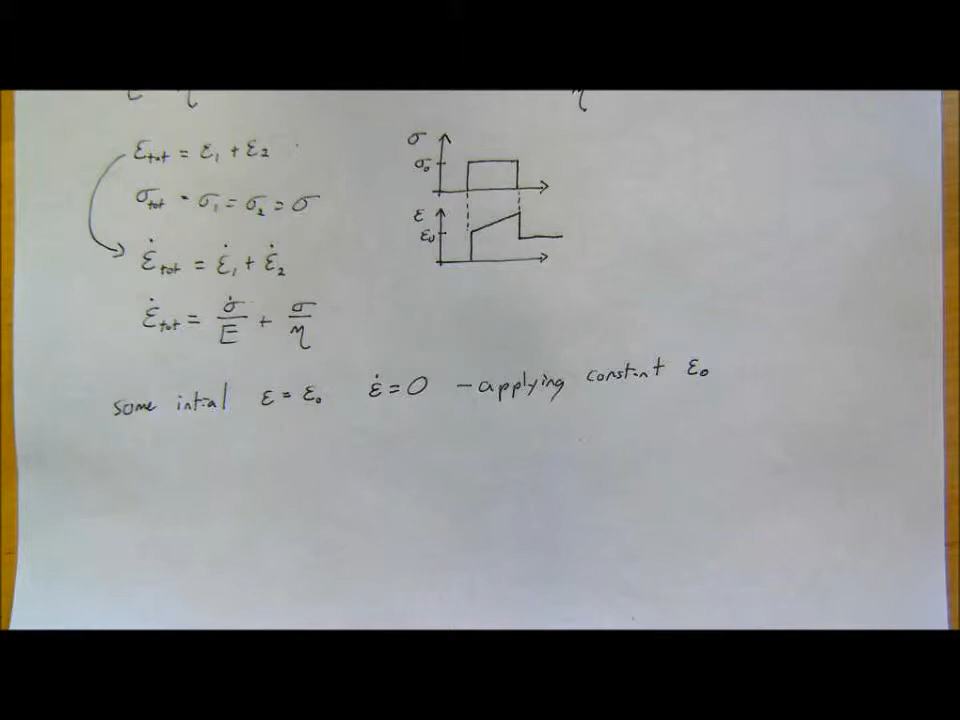 η η
ε_tot = ε₁ + ε₂
σ_tot = σ₁ = σ₂ = σ
ε̇_tot = ε̇₁ + ε̇₂
ε̇_tot = σ̇/E + σ/η
σ
σ₀
ε
ε₀
some intial ε = ε₀ ε̇ = 0 – applying constant ε₀